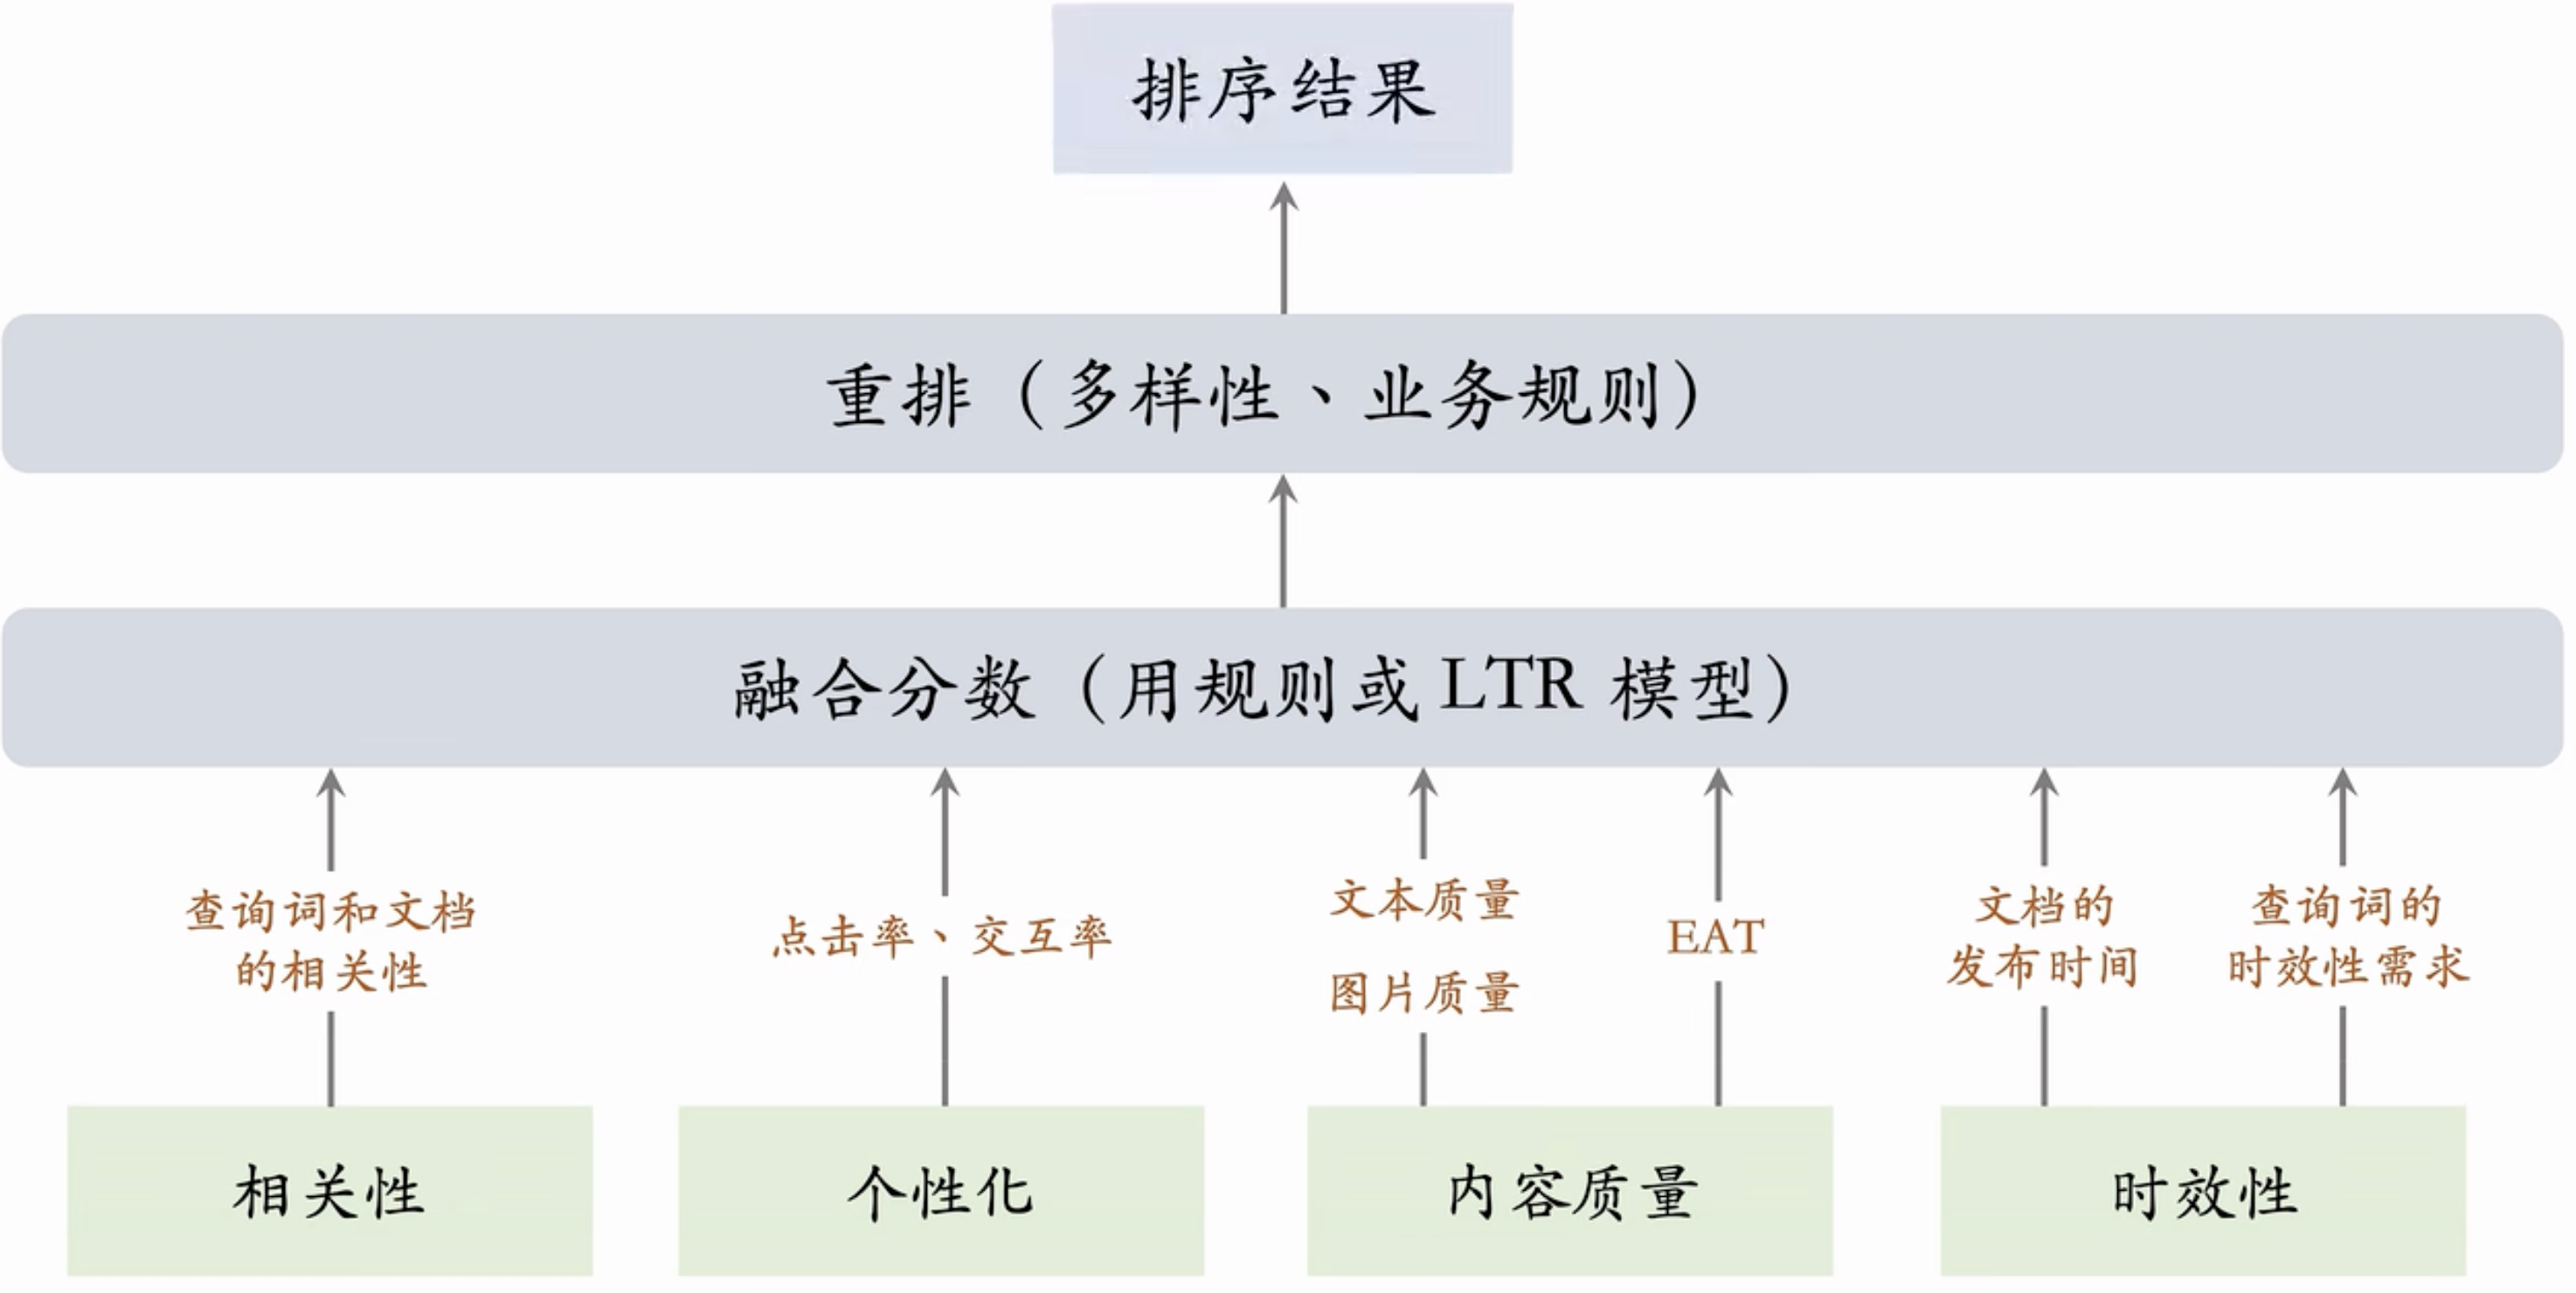 排序结果
重排（多样性、业务规则）
融合分数（用规则或 LTR 模型）
查询词和文档
的相关性
点击率、交互率
文本质量
图片质量
EAT
文档的
发布时间
查询词的
时效性需求
相关性
个性化
内容质量
时效性